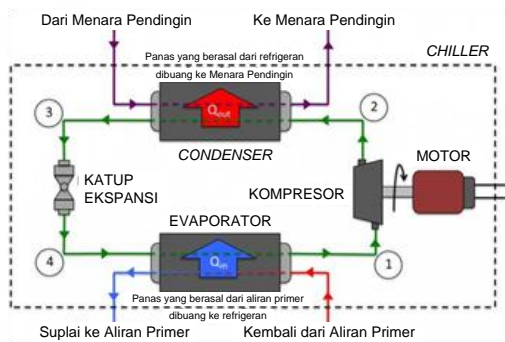 Dari Menara Pendingin
Ke Menara Pendingin
Panas yang berasal dari refrigeran
dibuang ke Menara Pendingin
CHILLER
3
Qout
2
CONDENSER
MOTOR
KATUP
EKSPANSI
KOMPRESOR
EVAPORATOR
4
Qin
1
Panas yang berasal dari aliran primer
dibuang ke refrigeran
Suplai ke Aliran Primer
Kembali dari Aliran Primer